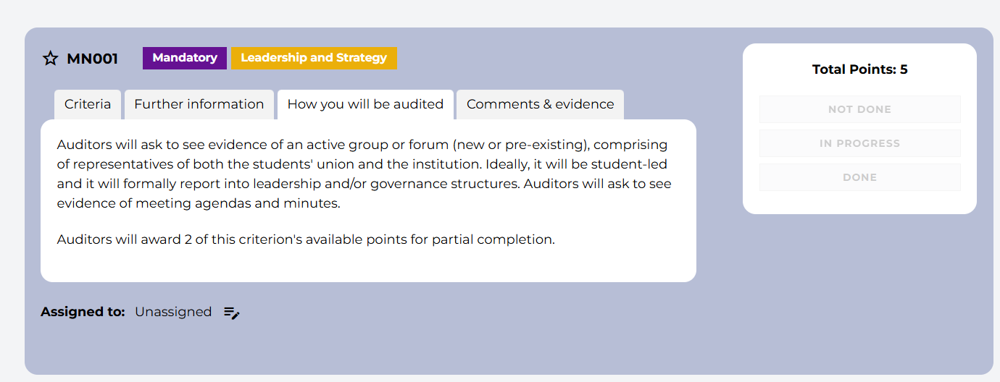 MN001
Mandatory
Leadership and Strategy
Total Points: 5
NOT DONE
IN PROGRESS
DONE
Criteria
Further information
How you will be audited
Comments & evidence
Auditors will ask to see evidence of an active group or forum (new or pre-existing), comprising
of representatives of both the students' union and the institution. Ideally, it will be student-led
and it will formally report into leadership and/or governance structures. Auditors will ask to see
evidence of meeting agendas and minutes.
Auditors will award 2 of this criterion's available points for partial completion.
Assigned to: Unassigned